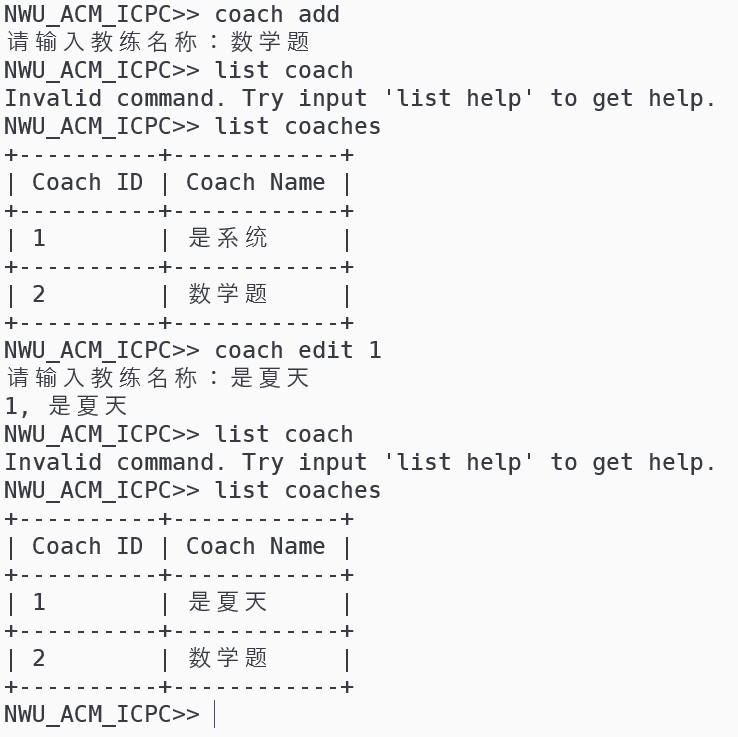 NWU_ACM_ICPC>> coach add
请输入教练名称：数学题
NWU_ACM_ICPC>> list coach
Invalid command. Try input 'list help' to get help.
NWU_ACM_ICPC>> list coaches
+----------+------------+
| Coach ID | Coach Name |
+----------+------------+
| 1        | 是系统     |
+----------+------------+
| 2        | 数学题     |
+----------+------------+
NWU_ACM_ICPC>> coach edit 1
请输入教练名称：是夏天
1, 是夏天
NWU_ACM_ICPC>> list coach
Invalid command. Try input 'list help' to get help.
NWU_ACM_ICPC>> list coaches
+----------+------------+
| Coach ID | Coach Name |
+----------+------------+
| 1        | 是夏天     |
+----------+------------+
| 2        | 数学题     |
+----------+------------+
NWU_ACM_ICPC>>